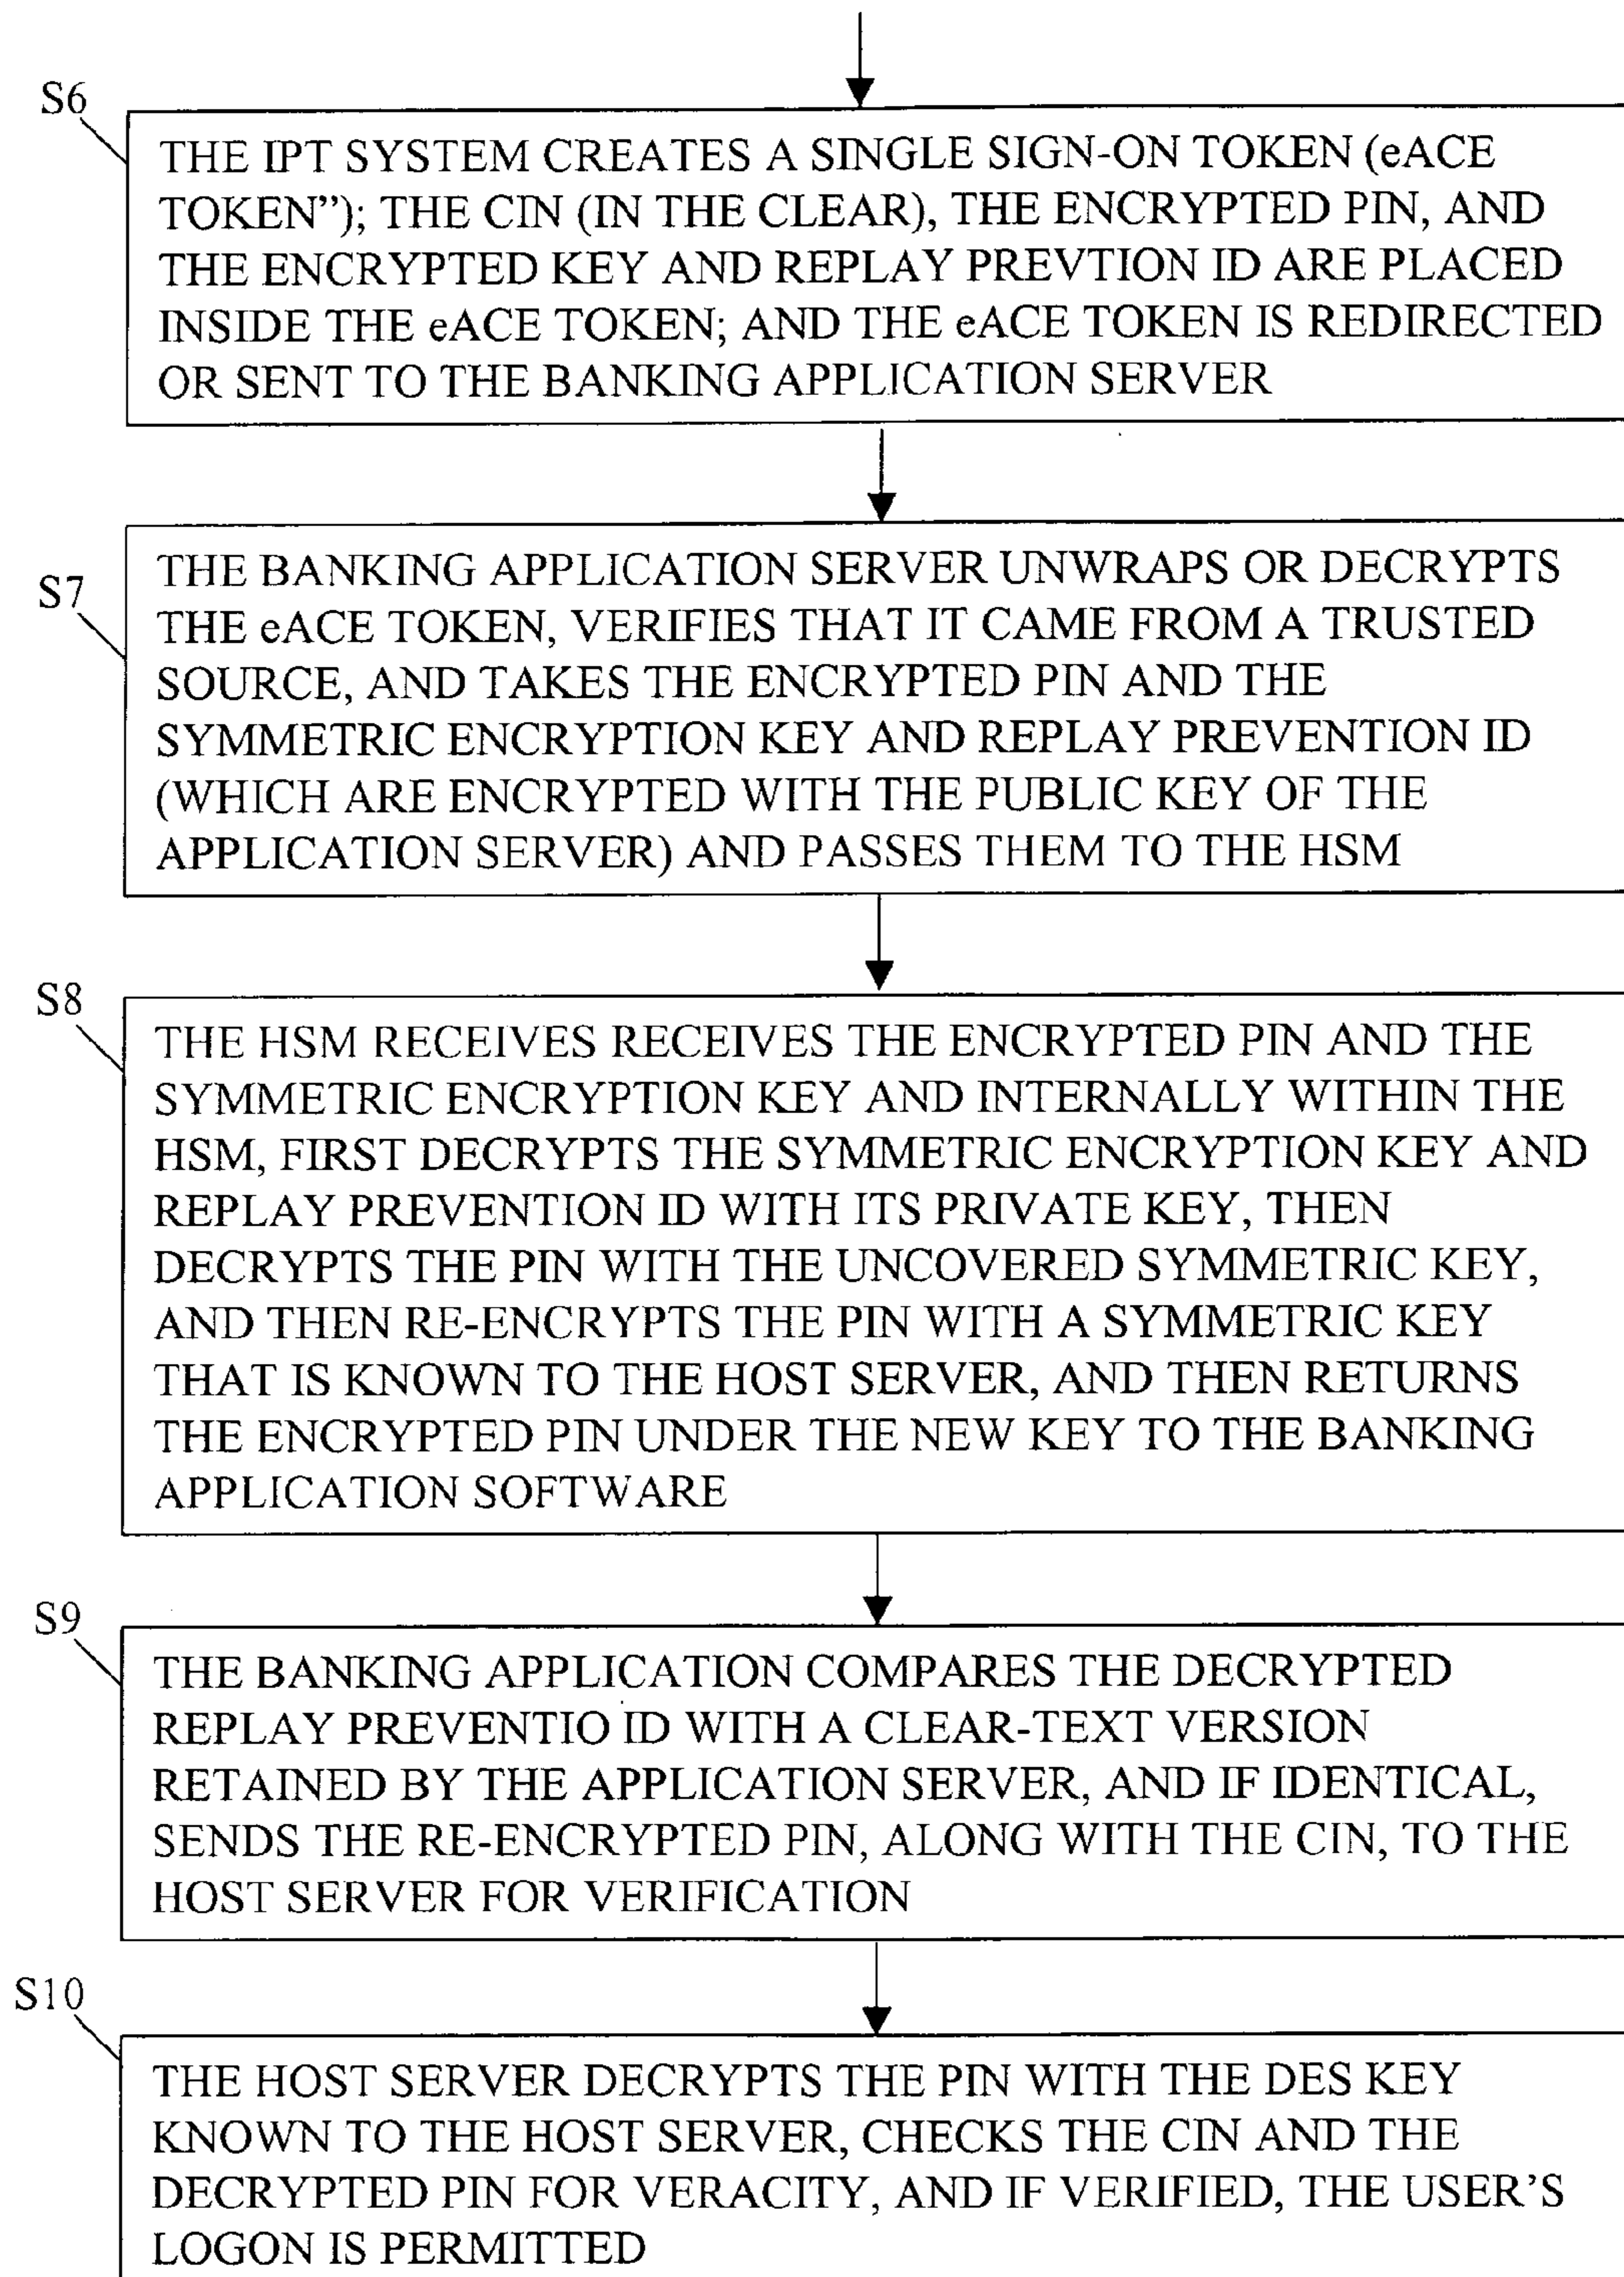 S6
THE IPT SYSTEM CREATES A SINGLE SIGN-ON TOKEN (eACE
TOKEN”); THE CIN (IN THE CLEAR), THE ENCRYPTED PIN, AND
THE ENCRYPTED KEY AND REPLAY PREVTION ID ARE PLACED
INSIDE THE eACE TOKEN; AND THE eACE TOKEN IS REDIRECTED
OR SENT TO THE BANKING APPLICATION SERVER
S7
THE BANKING APPLICATION SERVER UNWRAPS OR DECRYPTS
THE eACE TOKEN, VERIFIES THAT IT CAME FROM A TRUSTED
SOURCE, AND TAKES THE ENCRYPTED PIN AND THE
SYMMETRIC ENCRYPTION KEY AND REPLAY PREVENTION ID
(WHICH ARE ENCRYPTED WITH THE PUBLIC KEY OF THE
APPLICATION SERVER) AND PASSES THEM TO THE HSM
S8
THE HSM RECEIVES RECEIVES THE ENCRYPTED PIN AND THE
SYMMETRIC ENCRYPTION KEY AND INTERNALLY WITHIN THE
HSM, FIRST DECRYPTS THE SYMMETRIC ENCRYPTION KEY AND
REPLAY PREVENTION ID WITH ITS PRIVATE KEY, THEN
DECRYPTS THE PIN WITH THE UNCOVERED SYMMETRIC KEY,
AND THEN RE-ENCRYPTS THE PIN WITH A SYMMETRIC KEY
THAT IS KNOWN TO THE HOST SERVER, AND THEN RETURNS
THE ENCRYPTED PIN UNDER THE NEW KEY TO THE BANKING
APPLICATION SOFTWARE
S9
THE BANKING APPLICATION COMPARES THE DECRYPTED
REPLAY PREVENTIO ID WITH A CLEAR-TEXT VERSION
RETAINED BY THE APPLICATION SERVER, AND IF IDENTICAL,
SENDS THE RE-ENCRYPTED PIN, ALONG WITH THE CIN, TO THE
HOST SERVER FOR VERIFICATION
S10
THE HOST SERVER DECRYPTS THE PIN WITH THE DES KEY
KNOWN TO THE HOST SERVER, CHECKS THE CIN AND THE
DECRYPTED PIN FOR VERACITY, AND IF VERIFIED, THE USER'S
LOGON IS PERMITTED